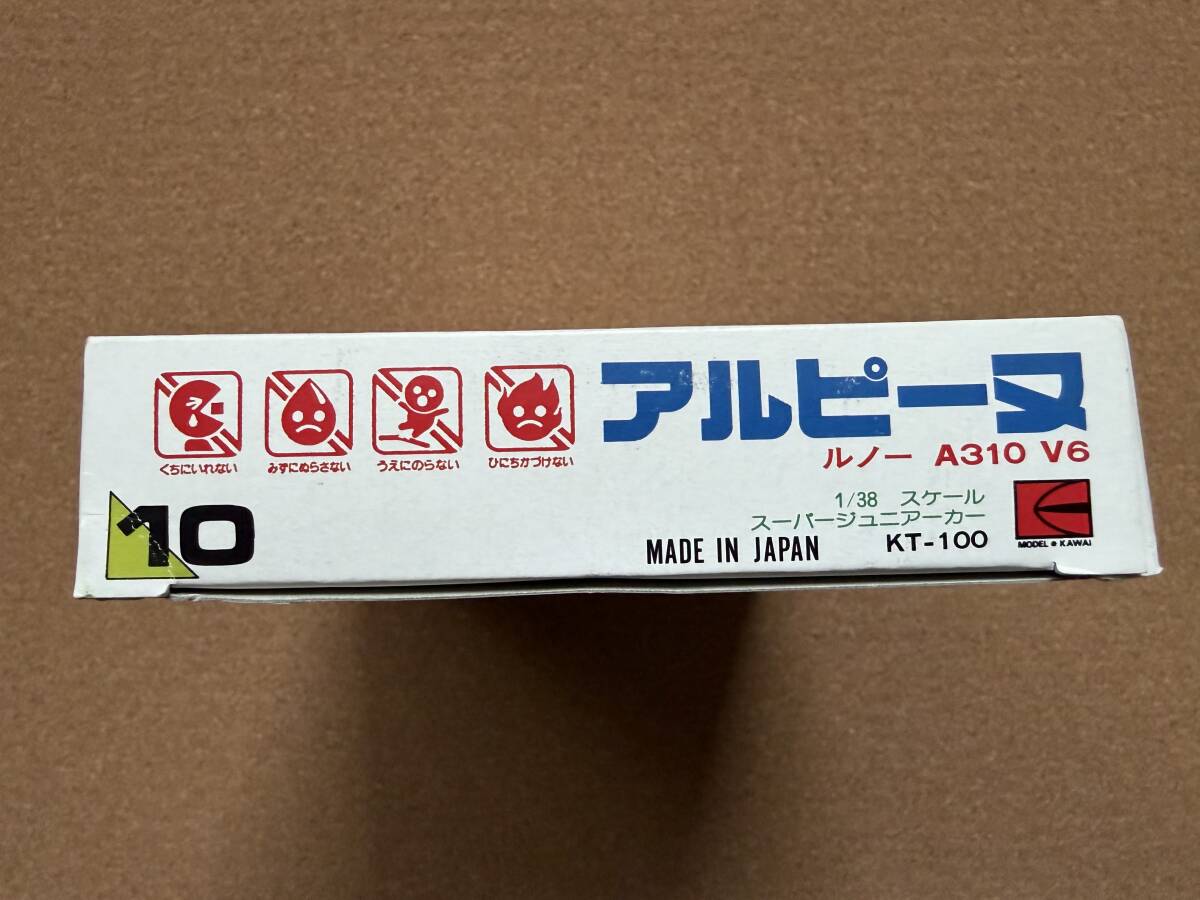 くちにいれない
みずにぬらさない
うえにのらない
ひにちかづけない
アルピーヌ
ルノー A310 V6
1/38 スケール
スーパージュニアーカー
MADE IN JAPAN KT-100
MODEL KAWAI
10